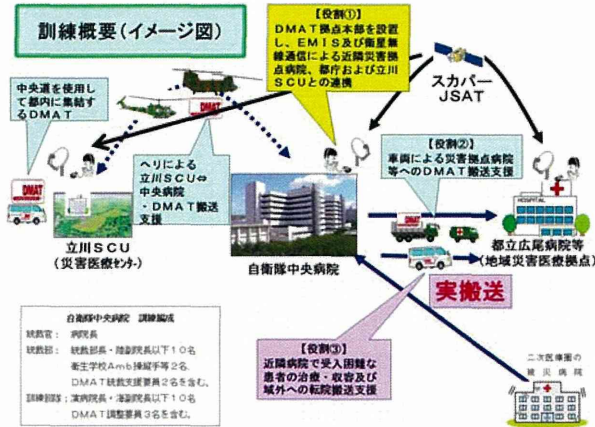 訓練概要(イメージ図)
【役割①】
DMAT拠点本部を設置
し、EMIS及び衛星無
線通信による近隣災害拠
点病院、都庁および立川
SCUとの連携
スカパー
JSAT
中央道を使用し
て都内に集結す
るDMAT
DMAT
ヘリによる
立川SCU⇔
中央病院
・DMAT搬送
支援
【役割②】
車両による災害拠点病院
等へのDMAT搬送支援
DMAT
立川SCU
(災害医療センター)
自衛隊中央病院
DMAT
HOSPITAL
都立広尾病院等
(地域災害医療拠点)
実搬送
自衛隊中央病院 訓練編成
統裁官: 病院長
統裁部: 統裁部長・陸副院長以下10名
衛生学校Amb操縦手等2名
DMAT統裁支援要員2名を含む。
訓練部隊:演病院長・海副院長以下10名
DMAT調整要員3名を含む。
【役割③】
近隣病院で受入困難な
患者の治療・収容及び
域外への転院搬送支援
二次医療圏の
被災病院